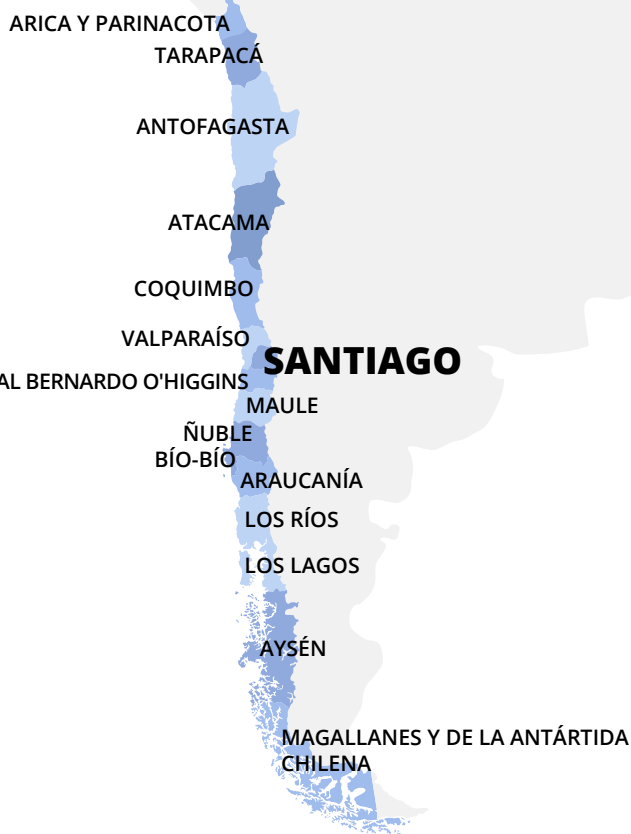 ARICA Y PARINACOTA
TARAPACÁ
ANTOFAGASTA
ATACAMA
COQUIMBO
VALPARAÍSO
SANTIAGO
AL BERNARDO O'HIGGINS
MAULE
ÑUBLE
BÍO-BÍO
ARAUCANÍA
LOS RÍOS
LOS LAGOS
AYSÉN
MAGALLANES Y DE LA ANTÁRTIDA
CHILENA